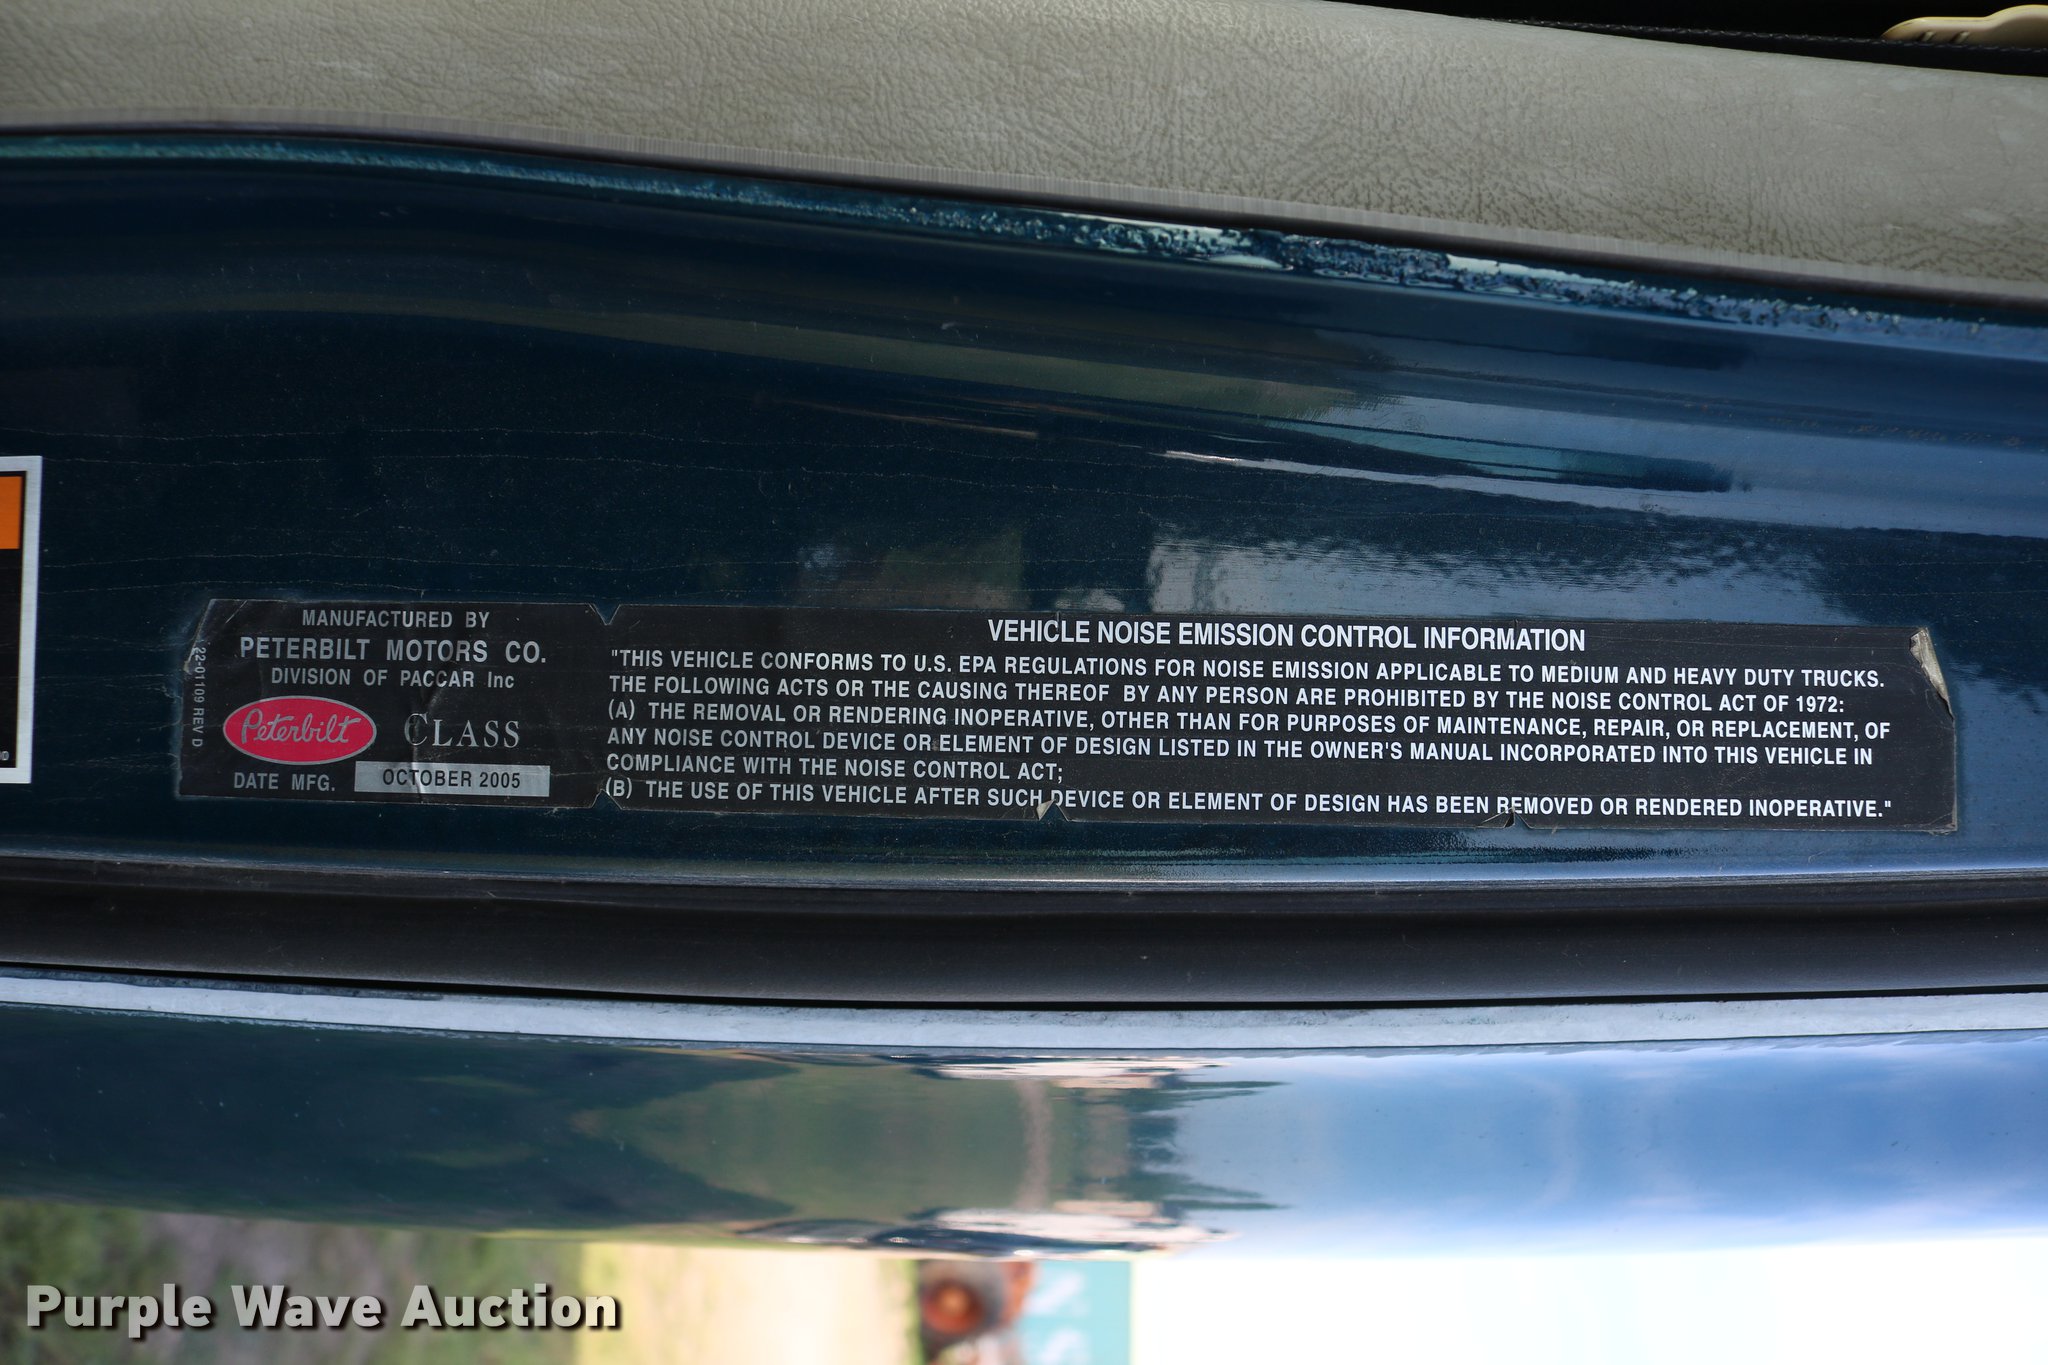 MANUFACTURED BY
PETERBILT MOTORS CO.
DIVISION OF PACCAR Inc
Peterbilt CLASS
DATE MFG. OCTOBER 2005
22-01109 REV D
VEHICLE NOISE EMISSION CONTROL INFORMATION
"THIS VEHICLE CONFORMS TO U.S. EPA REGULATIONS FOR NOISE EMISSION APPLICABLE TO MEDIUM AND HEAVY DUTY TRUCKS.
THE FOLLOWING ACTS OR THE CAUSING THEREOF BY ANY PERSON ARE PROHIBITED BY THE NOISE CONTROL ACT OF 1972:
(A) THE REMOVAL OR RENDERING INOPERATIVE, OTHER THAN FOR PURPOSES OF MAINTENANCE, REPAIR, OR REPLACEMENT, OF
ANY NOISE CONTROL DEVICE OR ELEMENT OF DESIGN LISTED IN THE OWNER'S MANUAL INCORPORATED INTO THIS VEHICLE IN
COMPLIANCE WITH THE NOISE CONTROL ACT;
(B) THE USE OF THIS VEHICLE AFTER SUCH DEVICE OR ELEMENT OF DESIGN HAS BEEN REMOVED OR RENDERED INOPERATIVE."
Purple Wave Auction